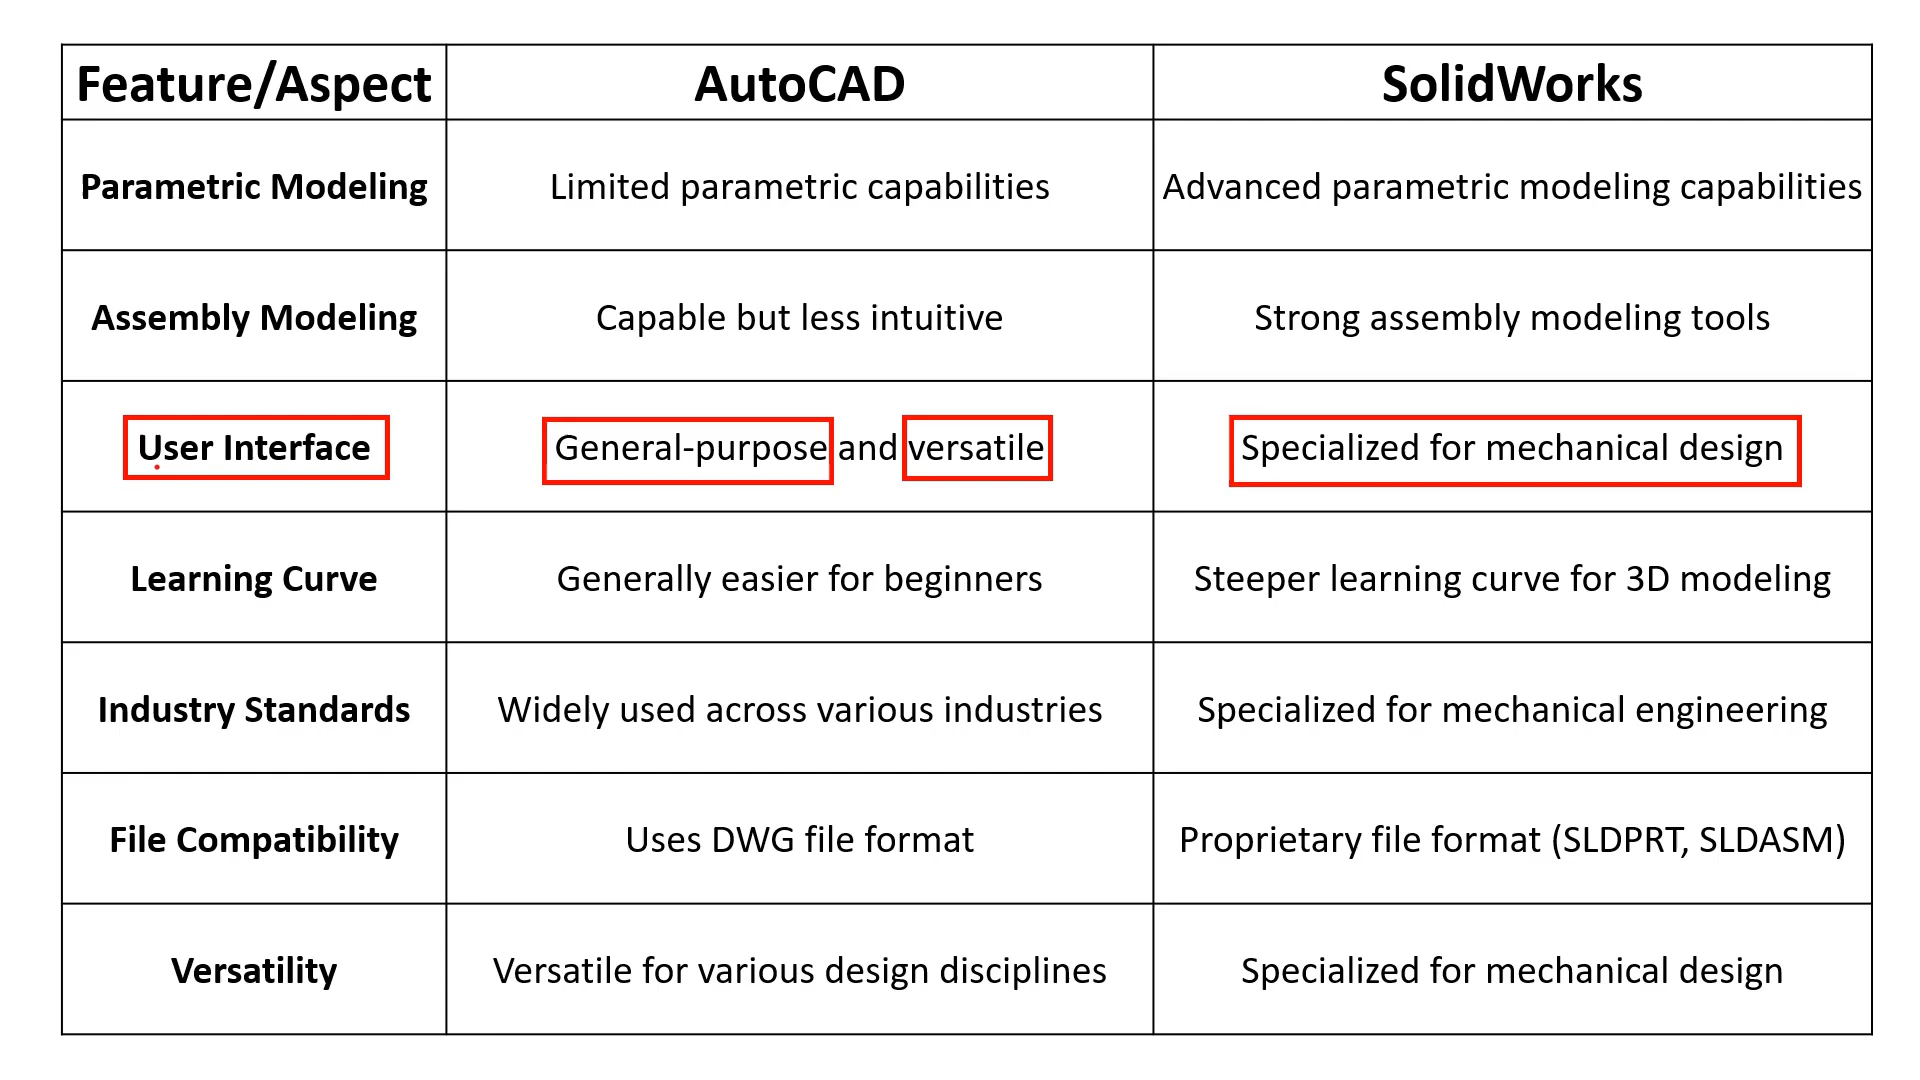 Feature/Aspect AutoCAD SolidWorks
Parametric Modeling Limited parametric capabilities Advanced parametric modeling capabilities
Assembly Modeling Capable but less intuitive Strong assembly modeling tools
User Interface General-purpose and versatile Specialized for mechanical design
Learning Curve Generally easier for beginners Steeper learning curve for 3D modeling
Industry Standards Widely used across various industries Specialized for mechanical engineering
File Compatibility Uses DWG file format Proprietary file format (SLDPRT, SLDASM)
Versatility Versatile for various design disciplines Specialized for mechanical design